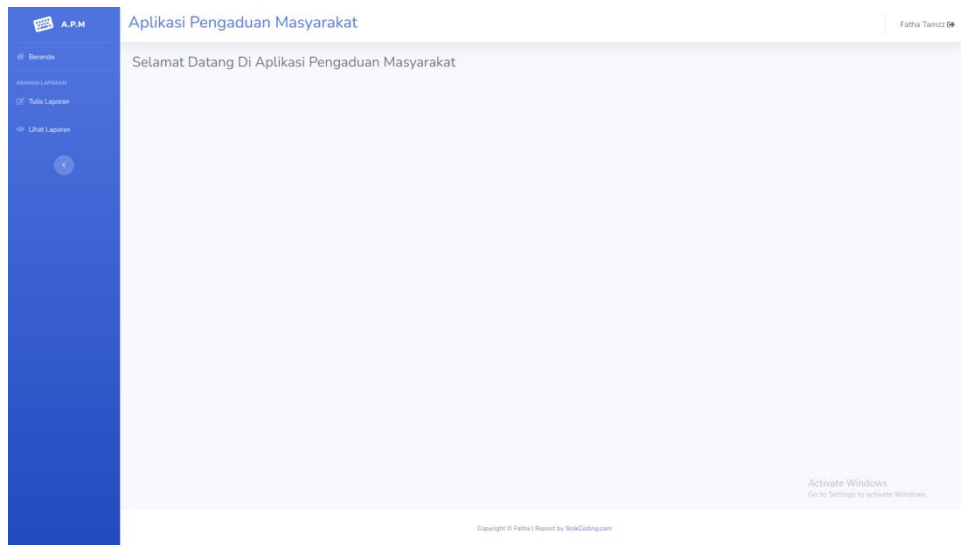 A.P.M
Aplikasi Pengaduan Masyarakat
Fatha Tamzz
Beranda
Selamat Datang Di Aplikasi Pengaduan Masyarakat
LAPORAN
Tulis Laporan
Lihat Laporan
Activate Windows
Go to Settings to activate Windows.
Copyright © Fatha | Repost by StokCoding.com